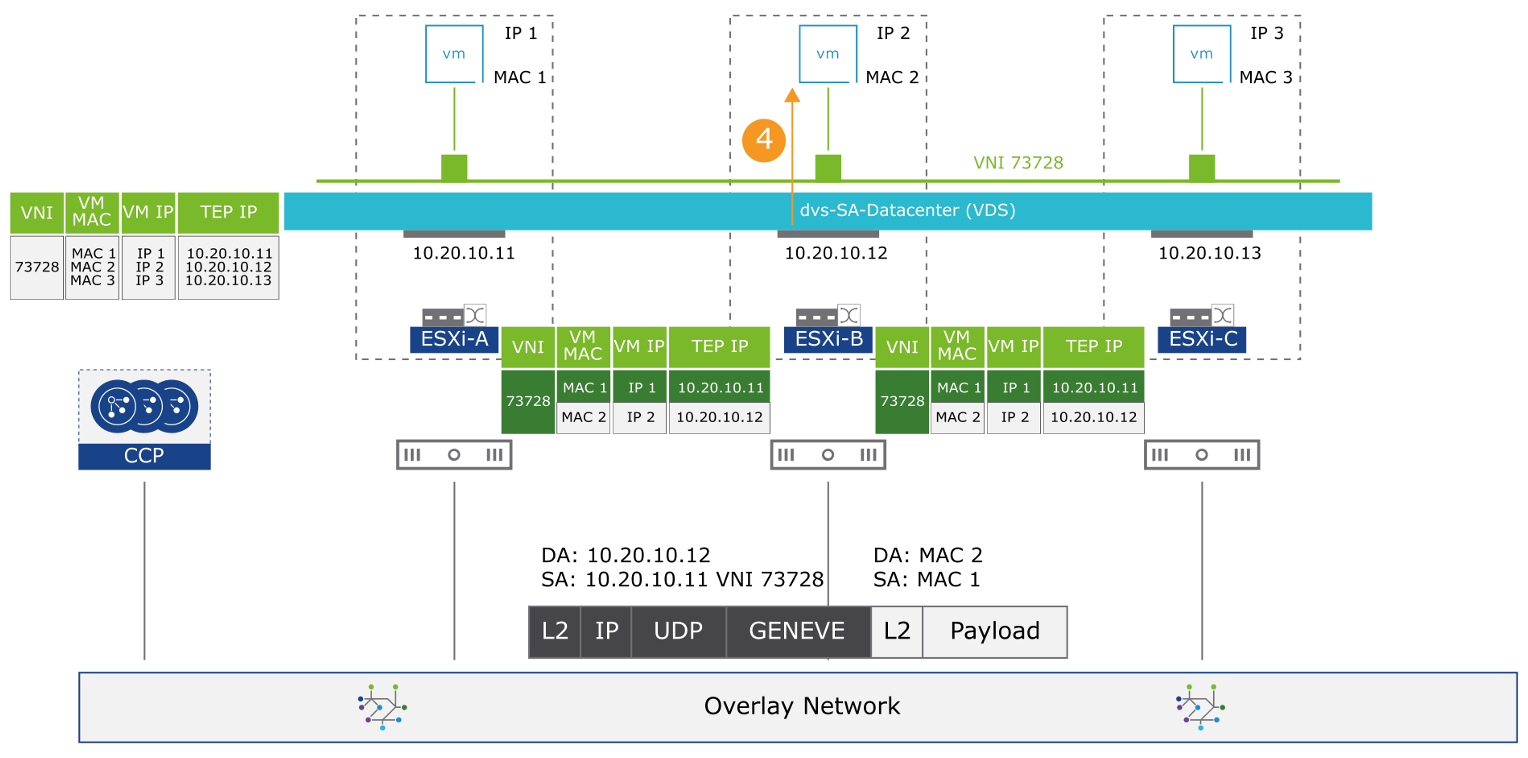 vm
IP 1
MAC 1
vm
IP 2
MAC 2
vm
IP 3
MAC 3
4
VNI 73728
dvs-SA-Datacenter (VDS)
VNI
VM MAC
VM IP
TEP IP
73728
MAC 1
MAC 2
MAC 3
IP 1
IP 2
IP 3
10.20.10.11
10.20.10.12
10.20.10.13
10.20.10.11
10.20.10.12
10.20.10.13
ESXi-A
ESXi-B
ESXi-C
VNI
VM
MAC
VM IP
TEP IP
73728
MAC 1
IP 1
10.20.10.11
MAC 2
IP 2
10.20.10.12
VNI
VM
MAC
VM IP
TEP IP
73728
MAC 1
IP 1
10.20.10.11
MAC 2
IP 2
10.20.10.12
CCP
DA: 10.20.10.12
SA: 10.20.10.11 VNI 73728
DA: MAC 2
SA: MAC 1
L2
IP
UDP
GENEVE
L2
Payload
Overlay Network